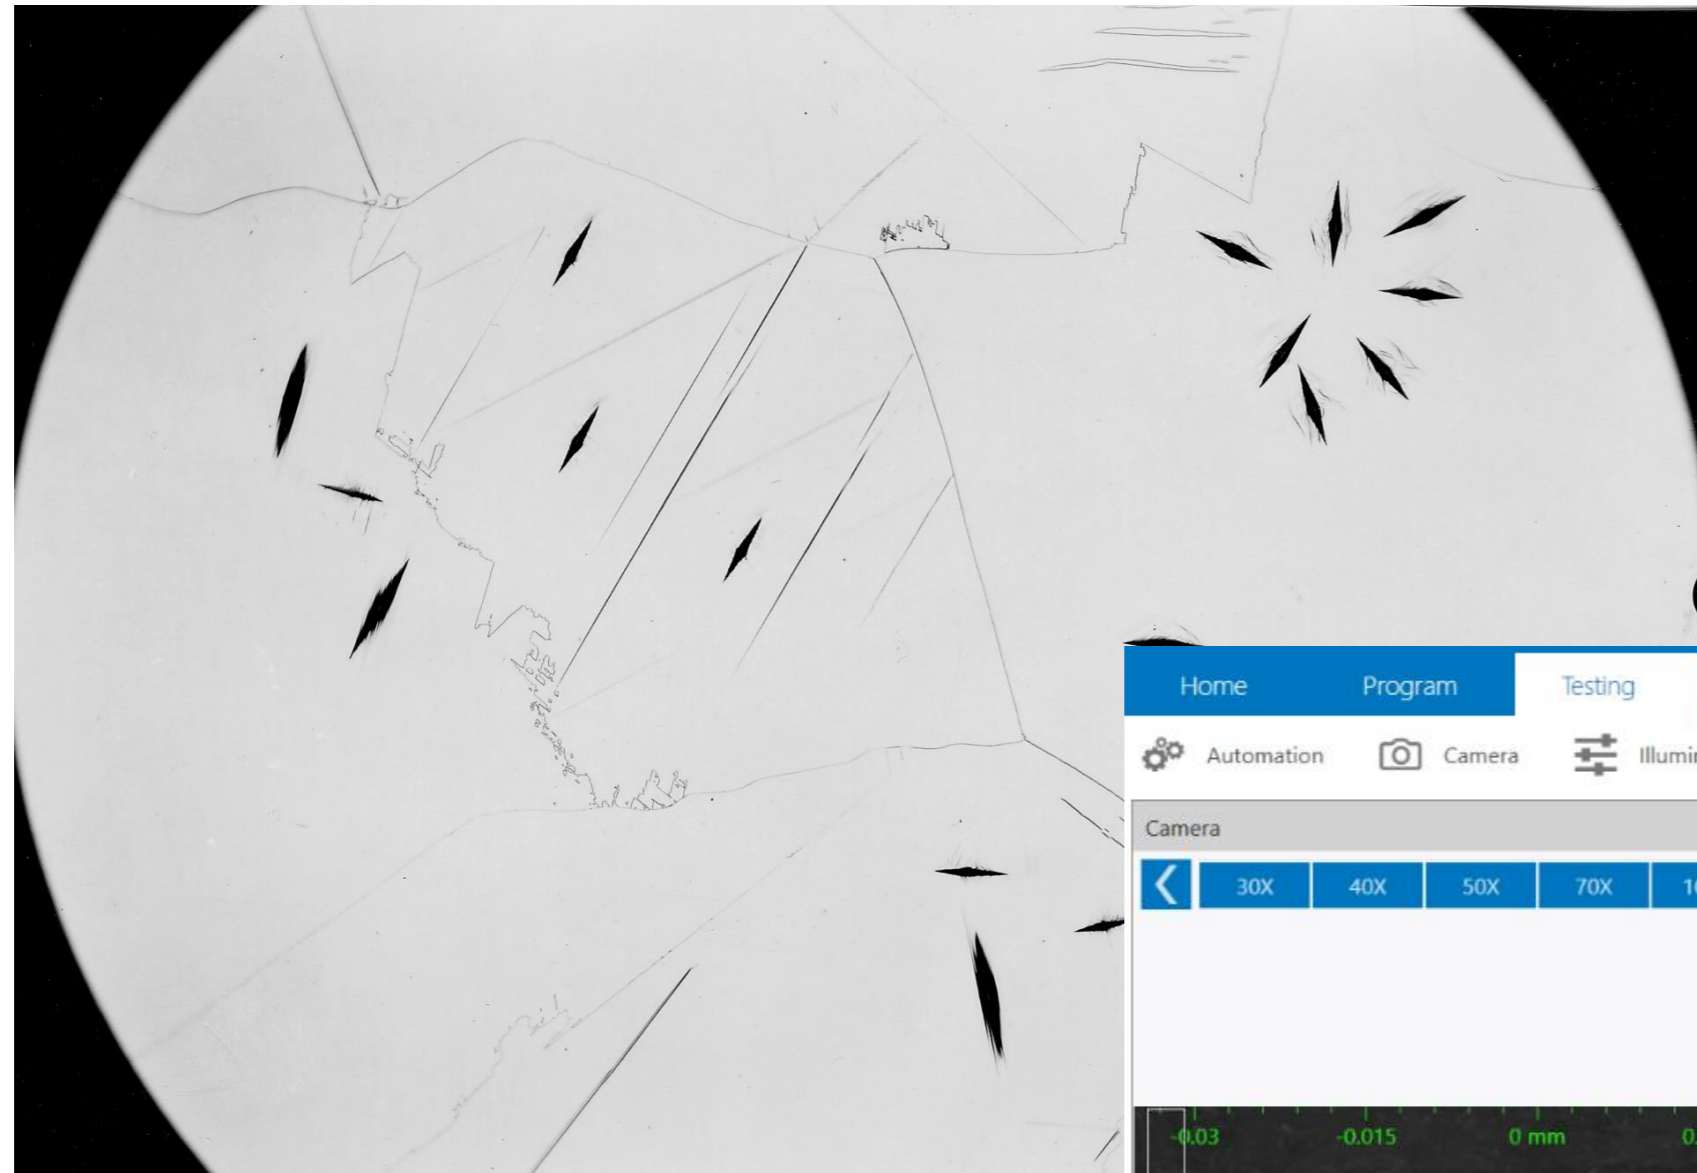 Home Program Testing
Automation Camera
Camera
30X 40X 50X 70X
-0.03 -0.015 0 mm